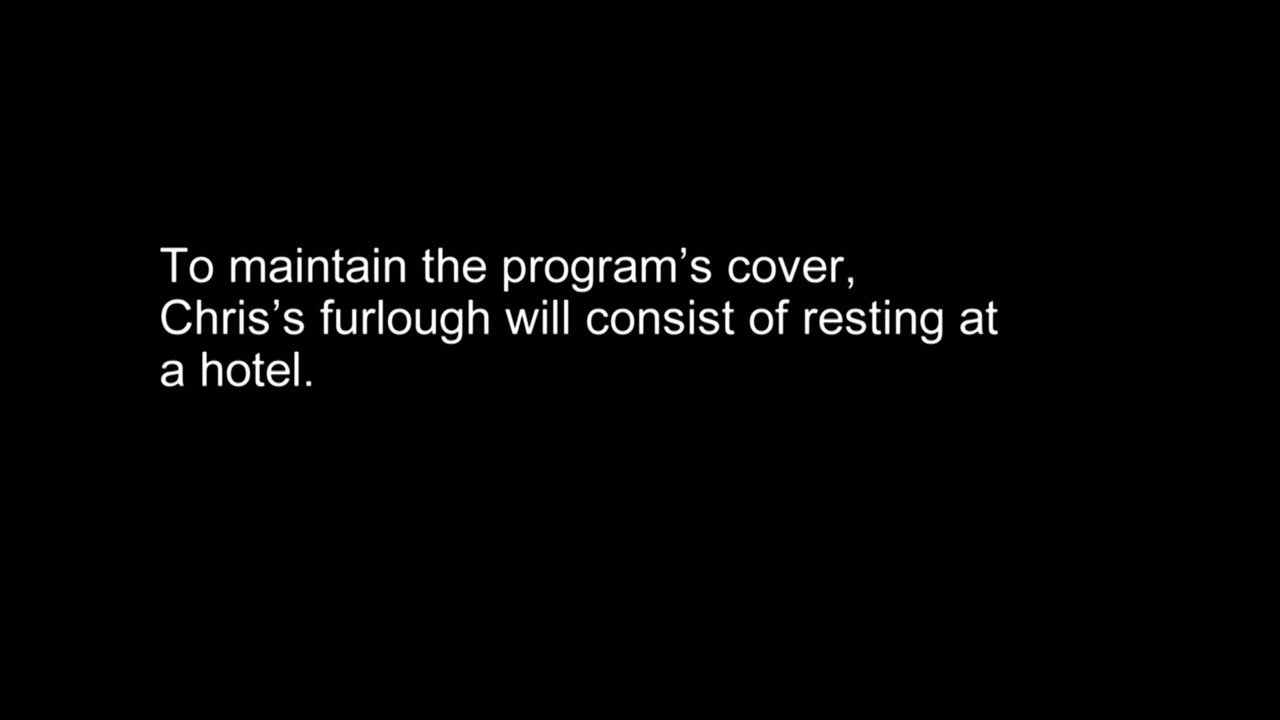 To maintain the program’s cover,
Chris’s furlough will consist of resting at
a hotel.